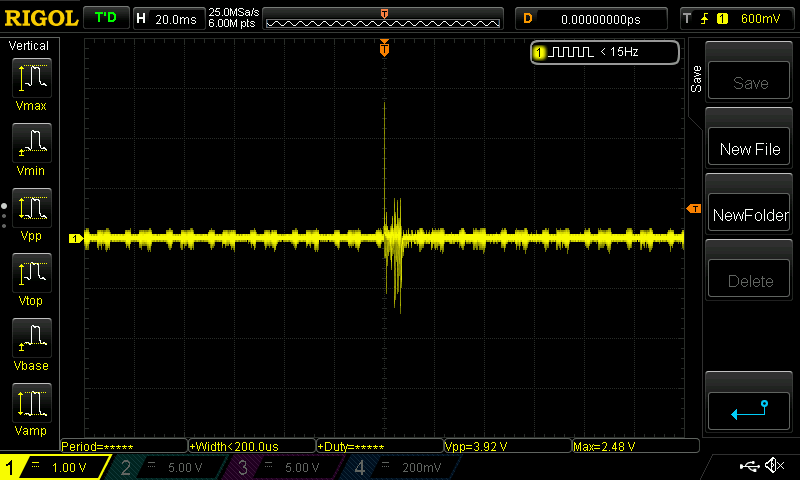 RIGOL T'D H 20.0ms 25.0MSa/s 6.00M pts T D 0.00000000ps T 1 600mV
Vertical
T
1 < 15Hz
Save
Save
Vmax
New File
Vmin
NewFolder
T
Vpp
1
Delete
Vtop
Vbase
Vamp
Period=***** +Width<200.0us +Duty=***** Vpp=3.92 V Max=2.48 V
1 = 1.00 V 2 = 5.00 V 3 = 5.00 V 4 = 200mV